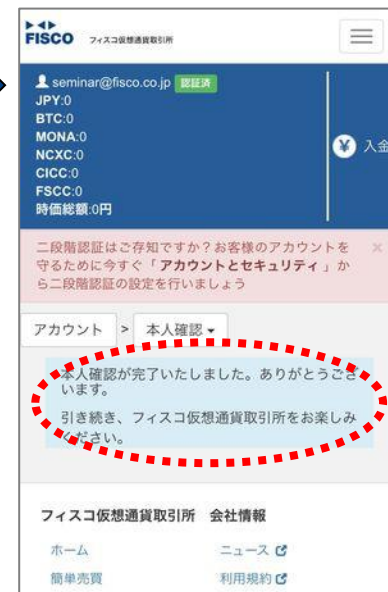 FISCO フィスコ仮想通貨取引所
seminar@fisco.co.jp 認証済
JPY:0
BTC:0
MONA:0
NCXC:0
CICC:0
FSCC:0
時価総額:0円
¥ 入金
二段階認証はご存知ですか？お客様のアカウントを
守るために今すぐ「アカウントとセキュリティ」か
ら二段階認証の設定を行いましょう
×
アカウント > 本人確認
本人確認が完了いたしました。ありがとうござ
います。
引き続き、フィスコ仮想通貨取引所をお楽しみ
ください。
フィスコ仮想通貨取引所 会社情報
ホーム ニュース
簡単売買 利用規約